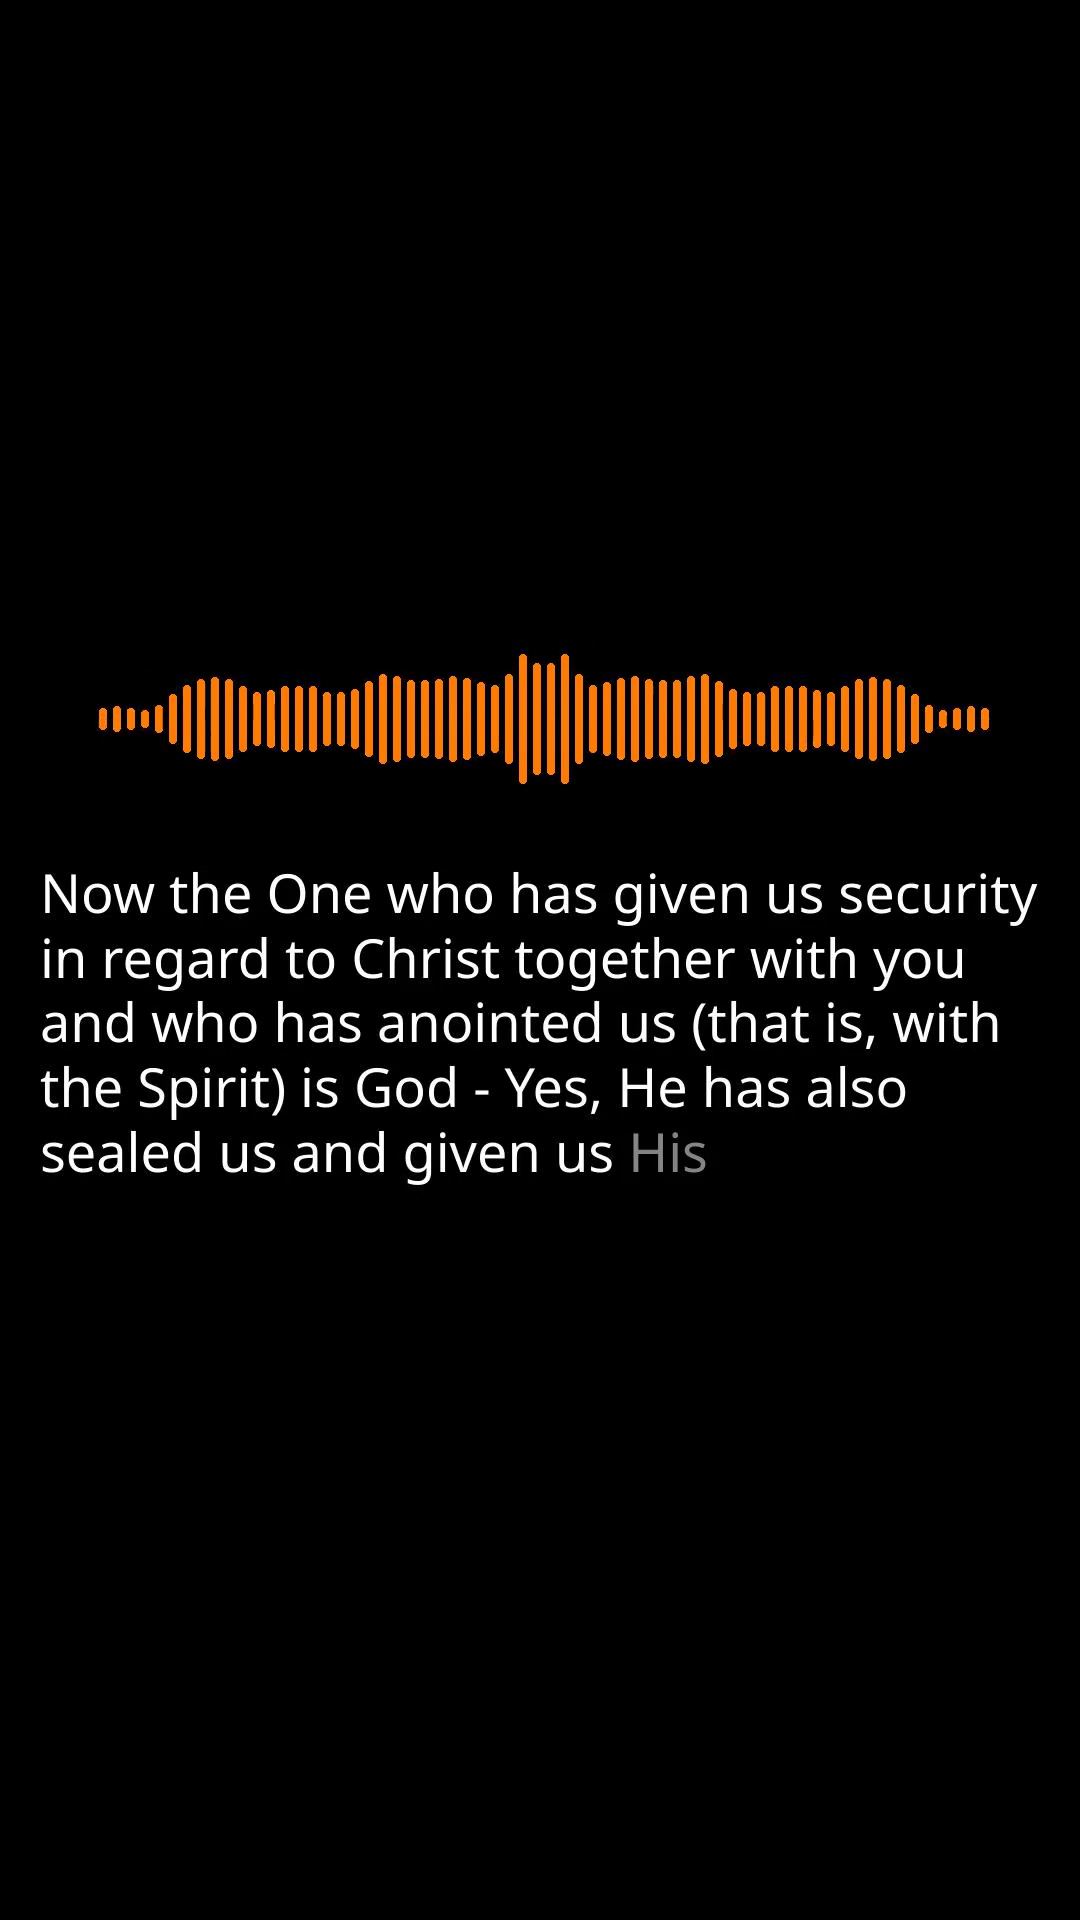 Now the One who has given us security
in regard to Christ together with you
and who has anointed us (that is, with
the Spirit) is God - Yes, He has also
sealed us and given us His